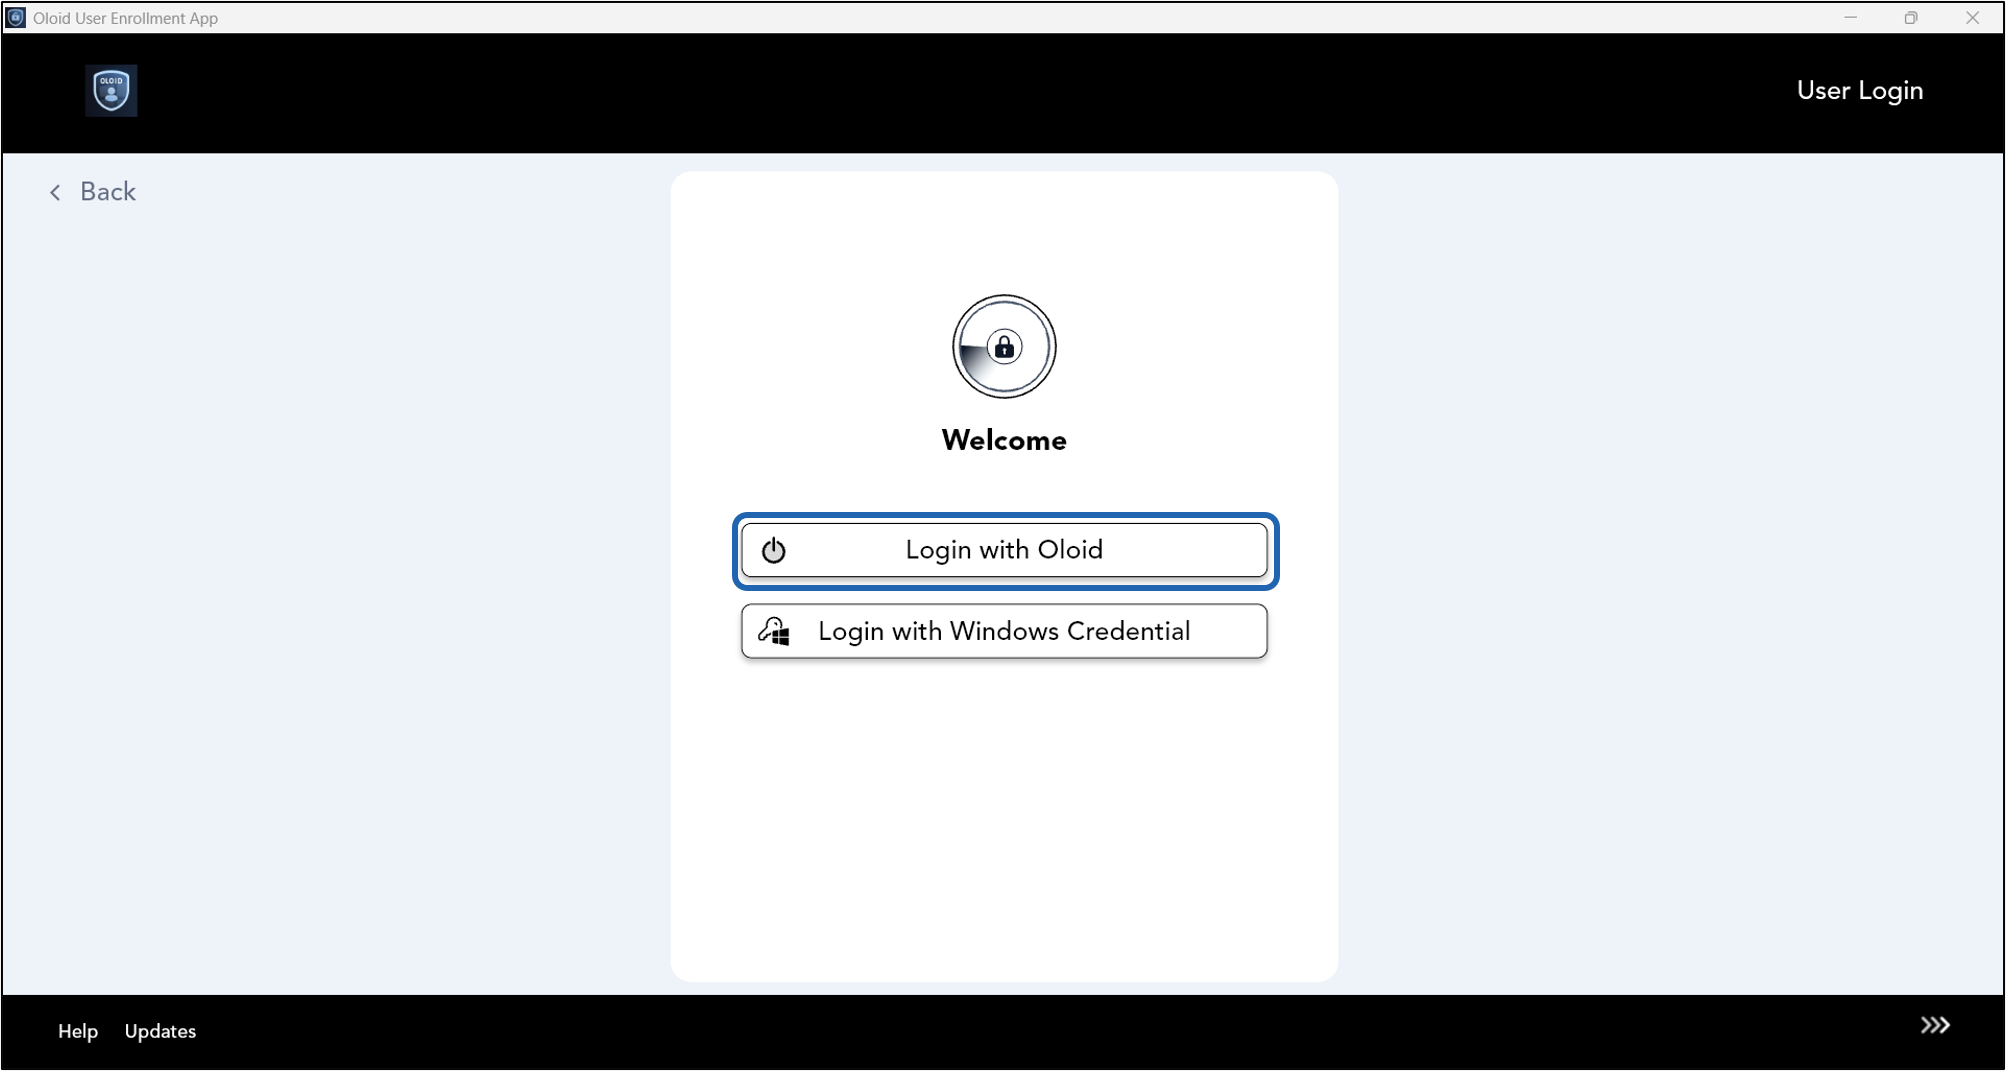 Oloid User Enrollment App
OLOID
User Login
Back
Welcome
Login with Oloid
Login with Windows Credential
Help Updates